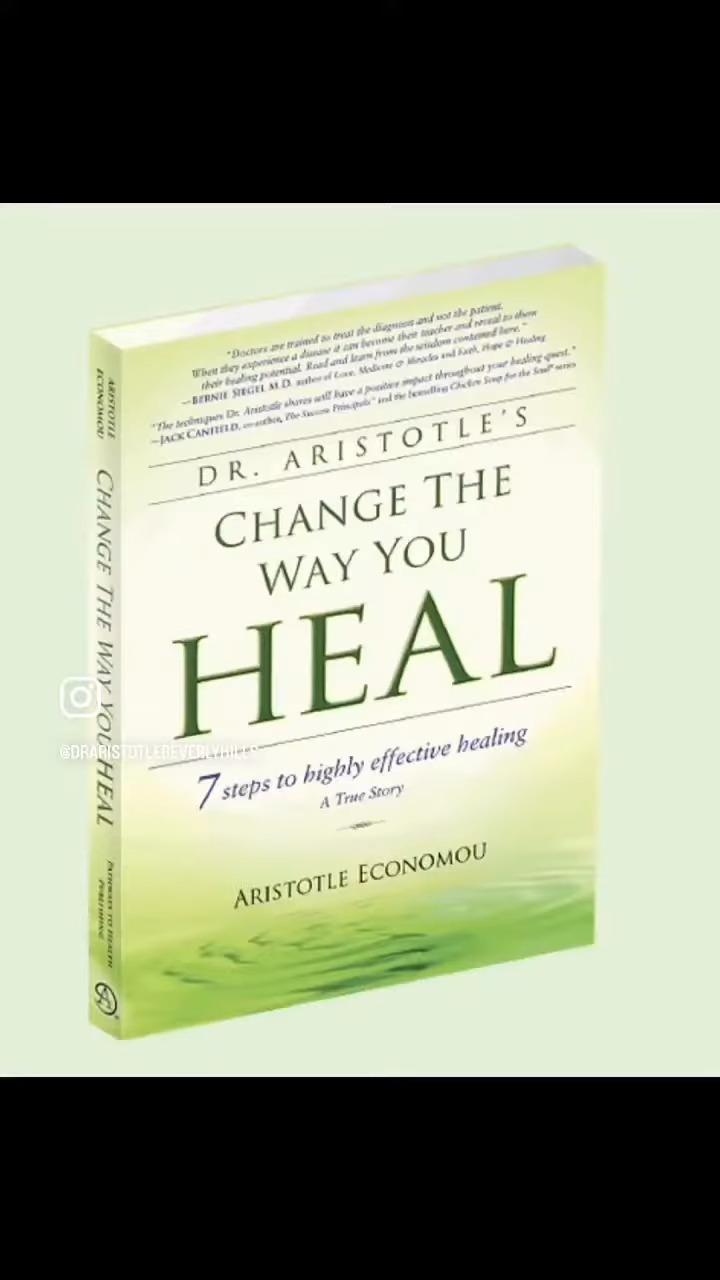 "Doctors are trained to treat the diagnosis and not the patient.
When they experience a disease it can become their teacher and reveal to them
their healing potential. Read and learn from the wisdom contained here."
—BERNIE SIEGEL M.D. author of Love, Medicine & Miracles and Faith, Hope & Healing
"The techniques Dr. Aristotle shares will have a positive impact throughout your healing quest."
—JACK CANFIELD, co-author, The Success Principles™ and the bestselling Chicken Soup for the Soul® series
DR. ARISTOTLE'S
CHANGE THE
WAY YOU
HEAL
7 steps to highly effective healing
A True Story
ARISTOTLE ECONOMOU
ARISTOTLE
ECONOMOU
CHANGE THE WAY YOU HEAL
PATHWAYS TO HEALTH
PUBLISHING
@DRARISTOTLEBEVERLYHILLS